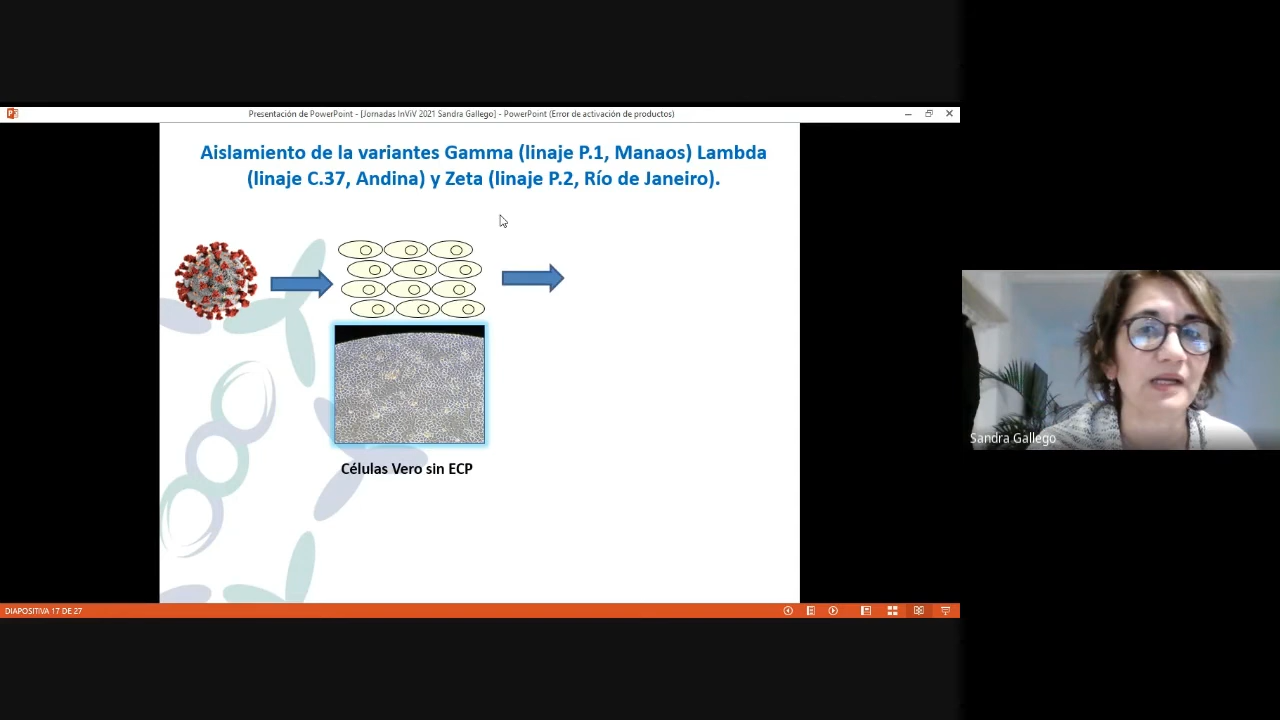 Presentación de PowerPoint - [Jornadas InViV 2021 Sandra Gallego] - PowerPoint (Error de activación de productos)
Aislamiento de la variantes Gamma (linaje P.1, Manaos) Lambda
(linaje C.37, Andina) y Zeta (linaje P.2, Río de Janeiro).
Células Vero sin ECP
Sandra Gallego
DIAPOSITIVA 17 DE 27